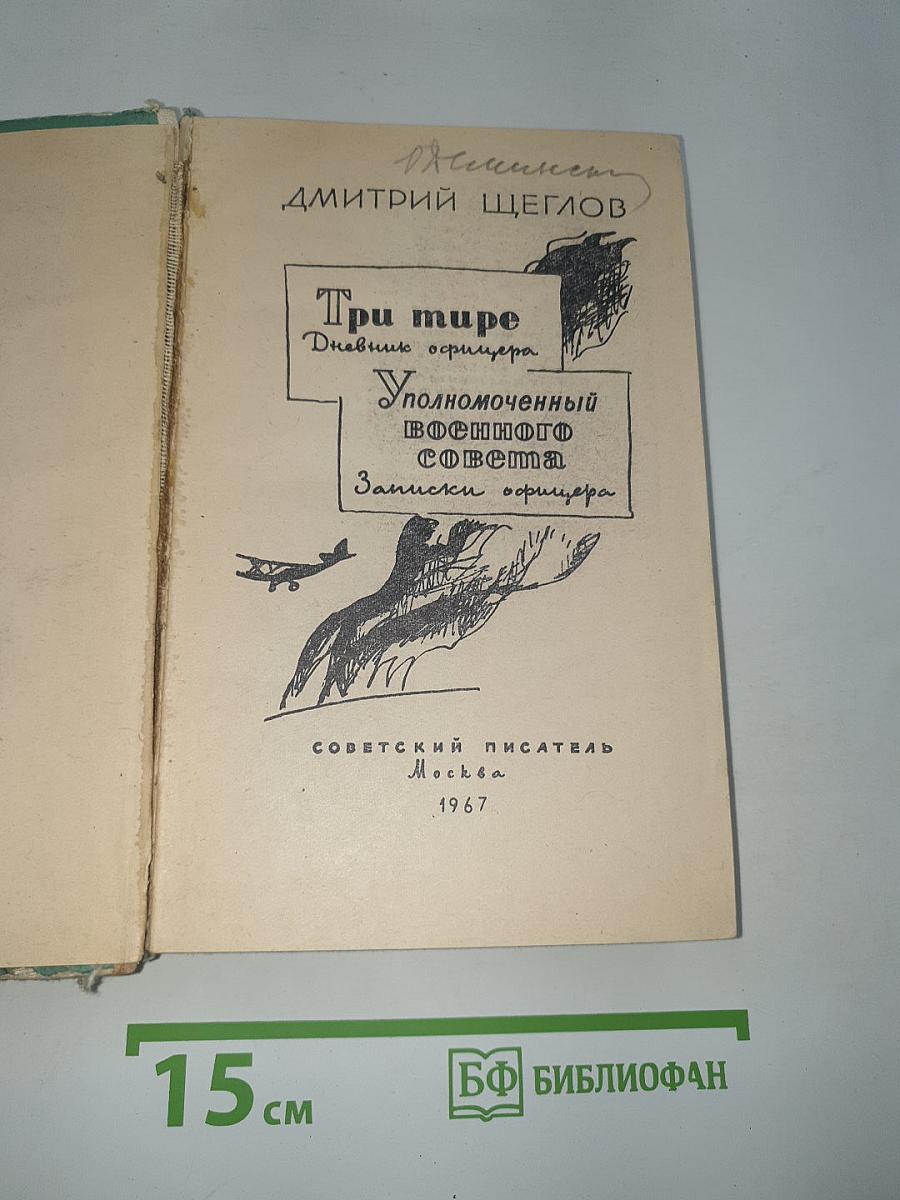 ДМИТРИЙ ЩЕГЛОВ
Три тире
Дневник офицера
Уполномоченный
военного
совета
Записки офицера
СОВЕТСКИЙ ПИСАТЕЛЬ
Москва
1967
15 см
БФ БИБЛИОФАН